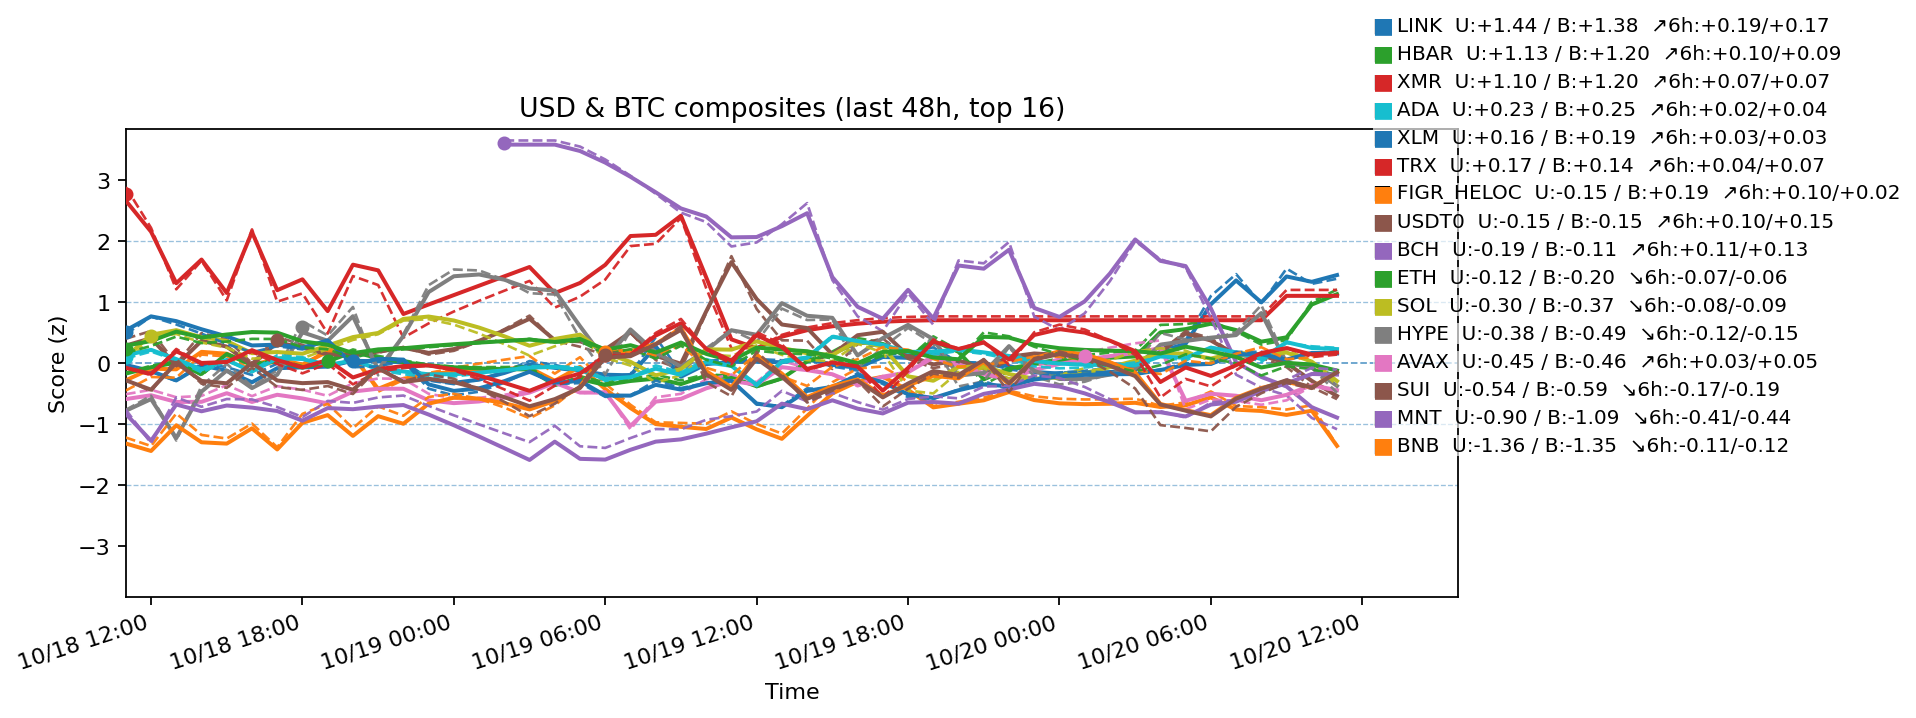 USD & BTC composites (last 48h, top 16)
LINK  U:+1.44 / B:+1.38  ↗6h:+0.19/+0.17
HBAR  U:+1.13 / B:+1.20  ↗6h:+0.10/+0.09
XMR  U:+1.10 / B:+1.20  ↗6h:+0.07/+0.07
ADA  U:+0.23 / B:+0.25  ↗6h:+0.02/+0.04
XLM  U:+0.16 / B:+0.19  ↗6h:+0.03/+0.03
TRX  U:+0.17 / B:+0.14  ↗6h:+0.04/+0.07
FIGR_HELOC  U:-0.15 / B:+0.19  ↗6h:+0.10/+0.02
USDT0  U:-0.15 / B:-0.15  ↗6h:+0.10/+0.15
BCH  U:-0.19 / B:-0.11  ↗6h:+0.11/+0.13
ETH  U:-0.12 / B:-0.20  ↘6h:-0.07/-0.06
SOL  U:-0.30 / B:-0.37  ↘6h:-0.08/-0.09
HYPE  U:-0.38 / B:-0.49  ↘6h:-0.12/-0.15
AVAX  U:-0.45 / B:-0.46  ↗6h:+0.03/+0.05
SUI  U:-0.54 / B:-0.59  ↘6h:-0.17/-0.19
MNT  U:-0.90 / B:-1.09  ↘6h:-0.41/-0.44
BNB  U:-1.36 / B:-1.35  ↘6h:-0.11/-0.12
Score (z)
3
2
1
0
−1
−2
−3
10/18 12:00
10/18 18:00
10/19 00:00
10/19 06:00
10/19 12:00
10/19 18:00
10/20 00:00
10/20 06:00
10/20 12:00
Time